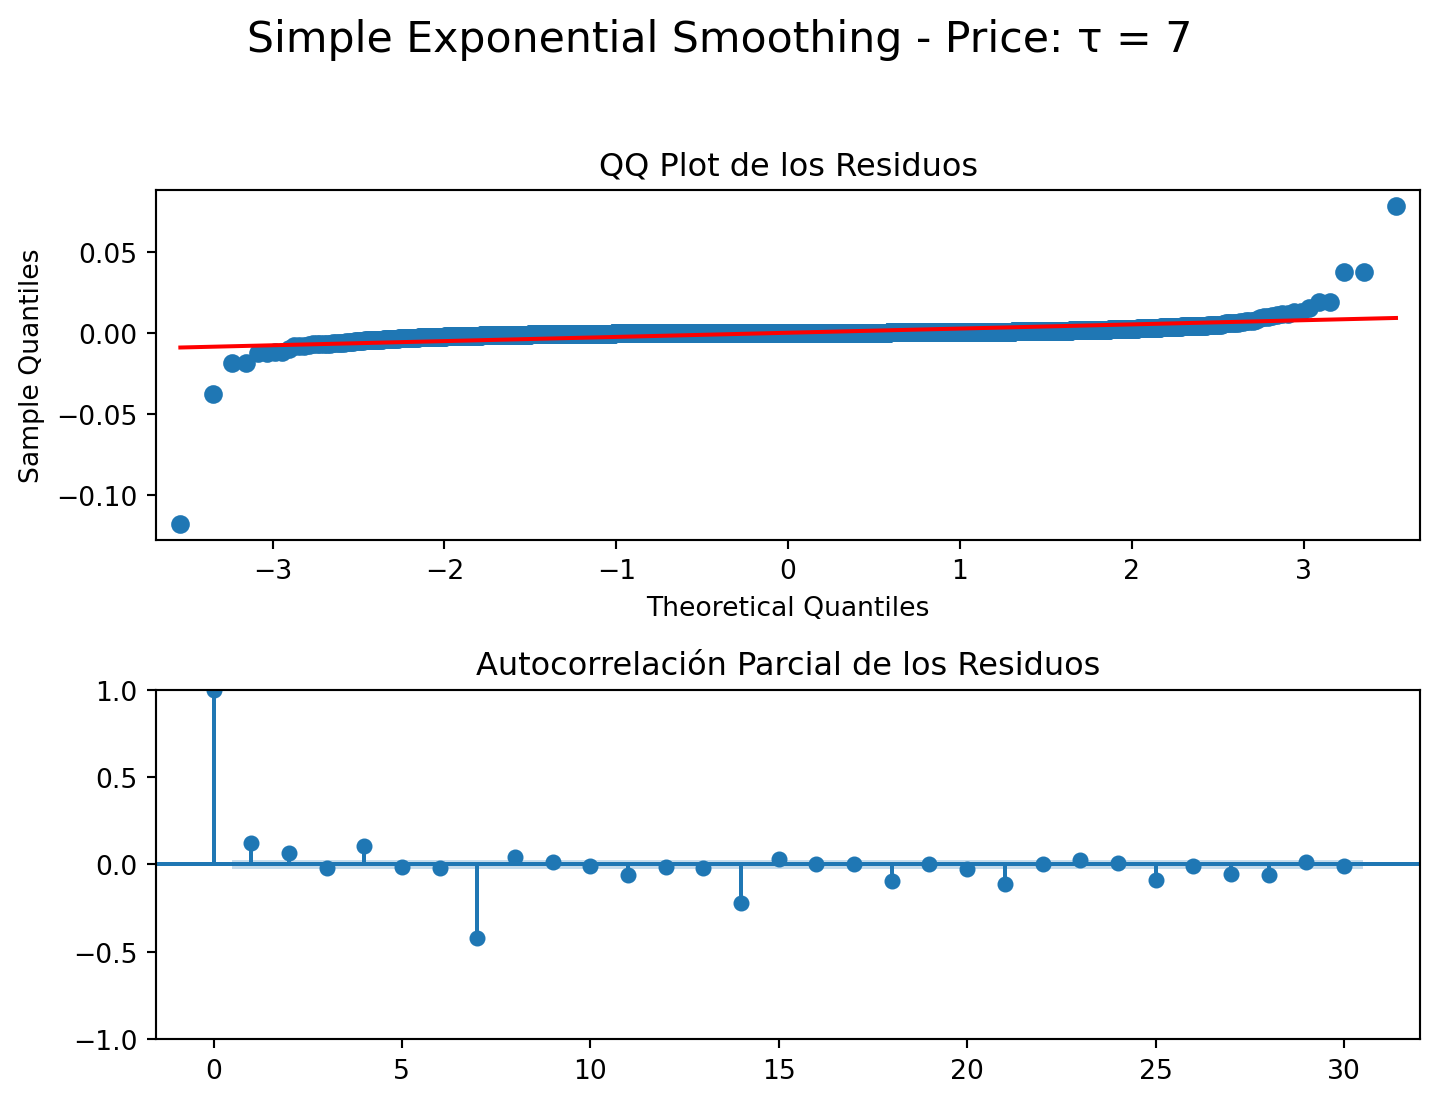 Simple Exponential Smoothing - Price: τ = 7
QQ Plot de los Residuos
Sample Quantiles
0.05
0.00
−0.05
−0.10
−3 −2 −1 0 1 2 3
Theoretical Quantiles
Autocorrelación Parcial de los Residuos
1.0
0.5
0.0
−0.5
−1.0
0 5 10 15 20 25 30